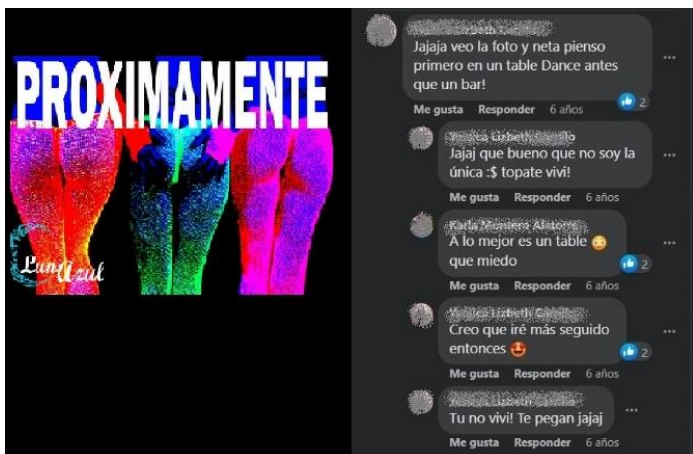 PROXIMAMENTE
Luna Azul
Jajaja veo la foto y neta pienso
primero en un table Dance antes
que un bar!
2
Me gusta Responder 6 años
Jajaj que bueno que no soy la
única :$ topate vivi!
Me gusta Responder 6 años
A lo mejor es un table 😳
que miedo
2
Me gusta Responder 6 años
Creo que iré más seguido
entonces 🤩
2
Me gusta Responder 6 años
Tu no vivi! Te pegan jajaj
Me gusta Responder 6 años